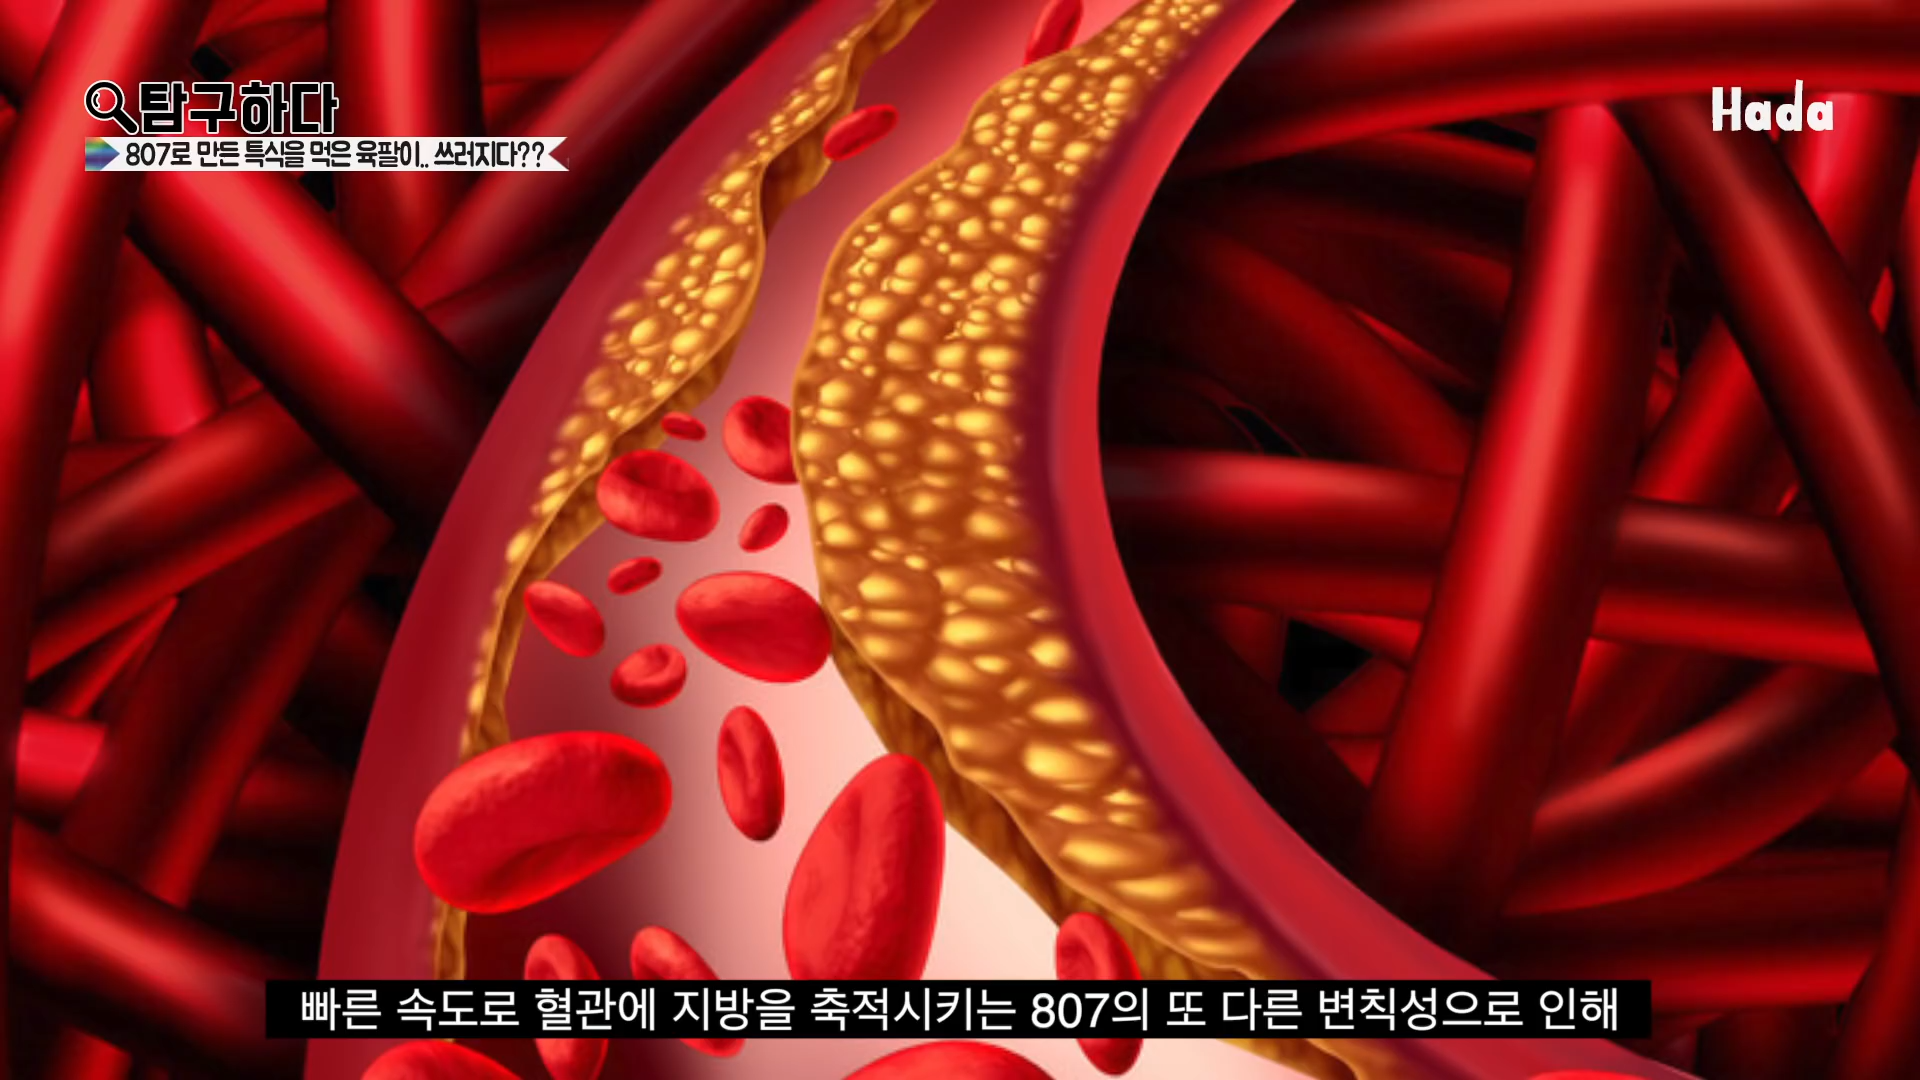 탐구하다
Hada
807로 만든 특식을 먹은 육팔이.. 쓰러지다??
빠른 속도로 혈관에 지방을 축적시키는 807의 또 다른 변칙성으로 인해